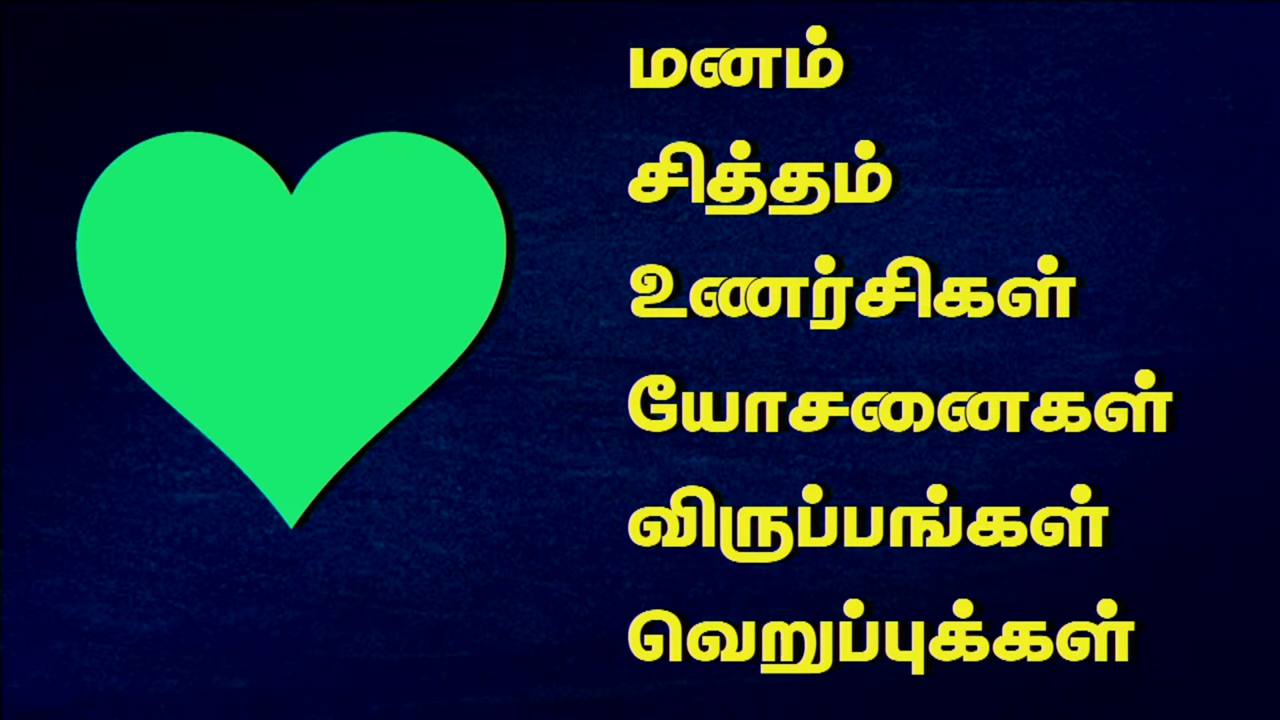 மனம்
சித்தம்
உணர்சிகள்
யோசனைகள்
விருப்பங்கள்
வெறுப்புக்கள்